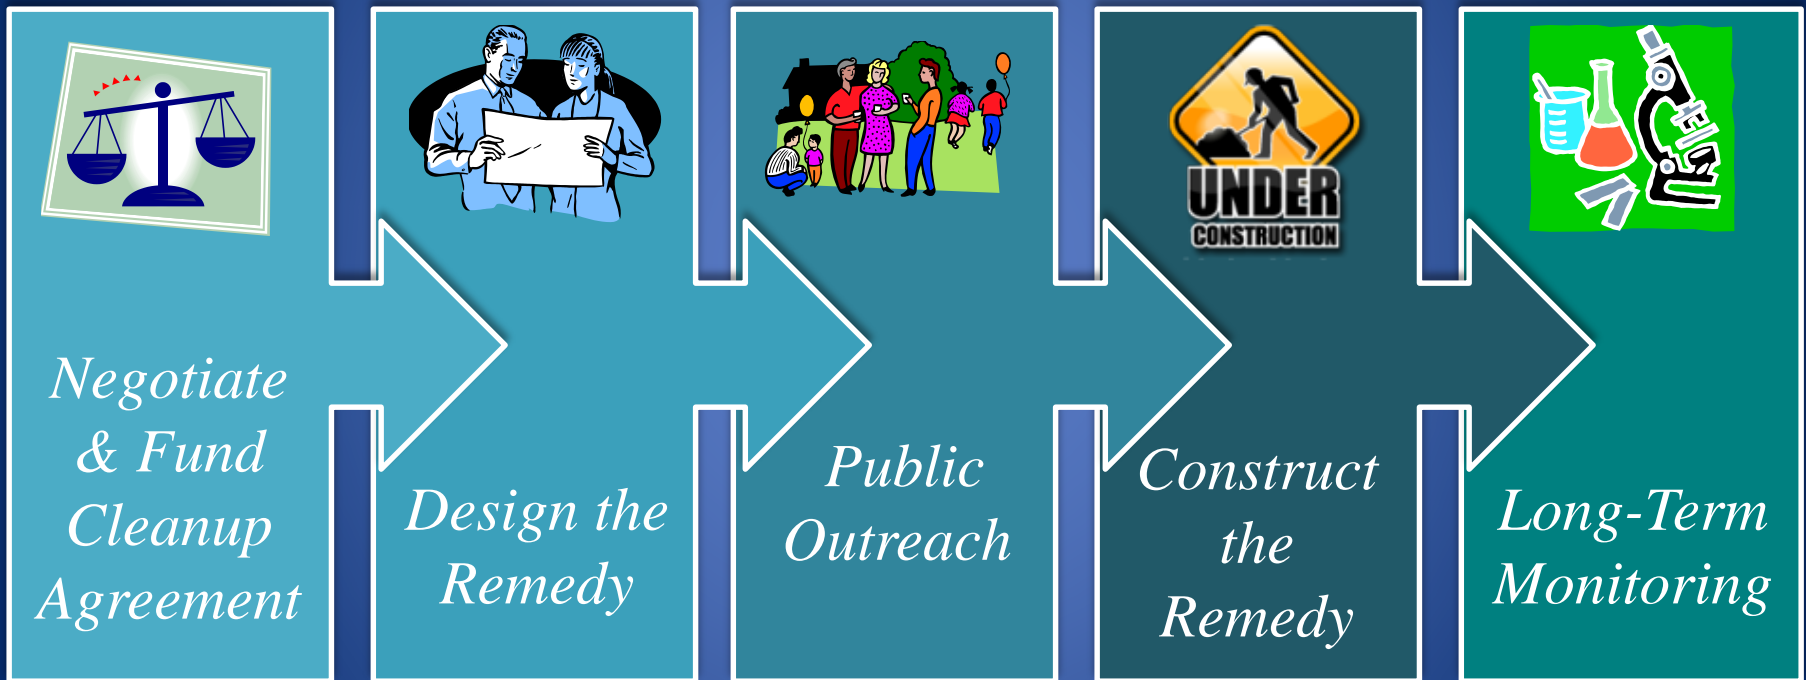 Negotiate
& Fund
Cleanup
Agreement
Design the
Remedy
Public
Outreach
UNDER
CONSTRUCTION
Construct
the
Remedy
Long-Term
Monitoring